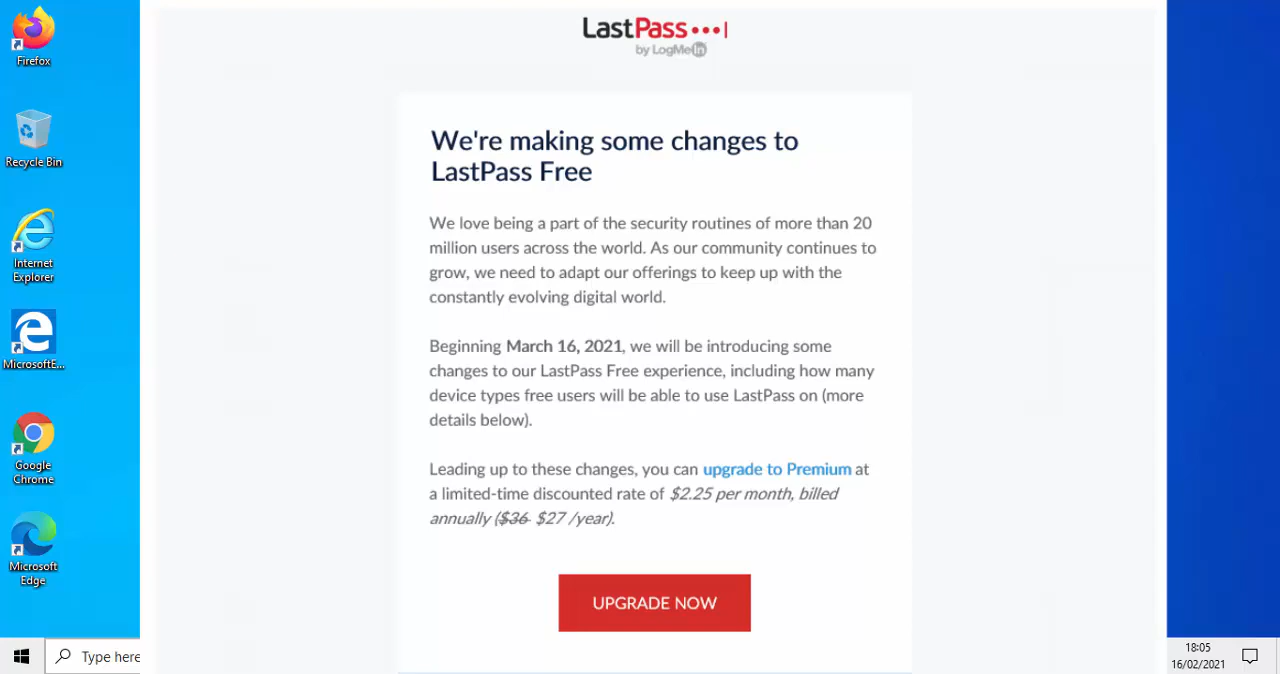 LastPass
by LogMeIn
Firefox
Recycle Bin
Internet
Explorer
MicrosoftE...
Google
Chrome
Microsoft
Edge
We're making some changes to
LastPass Free
We love being a part of the security routines of more than 20
million users across the world. As our community continues to
grow, we need to adapt our offerings to keep up with the
constantly evolving digital world.
Beginning March 16, 2021, we will be introducing some
changes to our LastPass Free experience, including how many
device types free users will be able to use LastPass on (more
details below).
Leading up to these changes, you can upgrade to Premium at
a limited-time discounted rate of $2.25 per month, billed
annually ($36 $27 /year).
UPGRADE NOW
Type here
18:05
16/02/2021